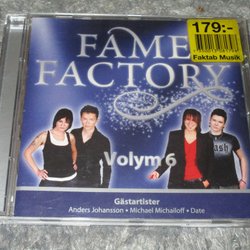 FAME
FACTORY
179:-
Faktab Musik
Volym 6
Gästartister
Anders Johansson • Michael Michailoff • Date